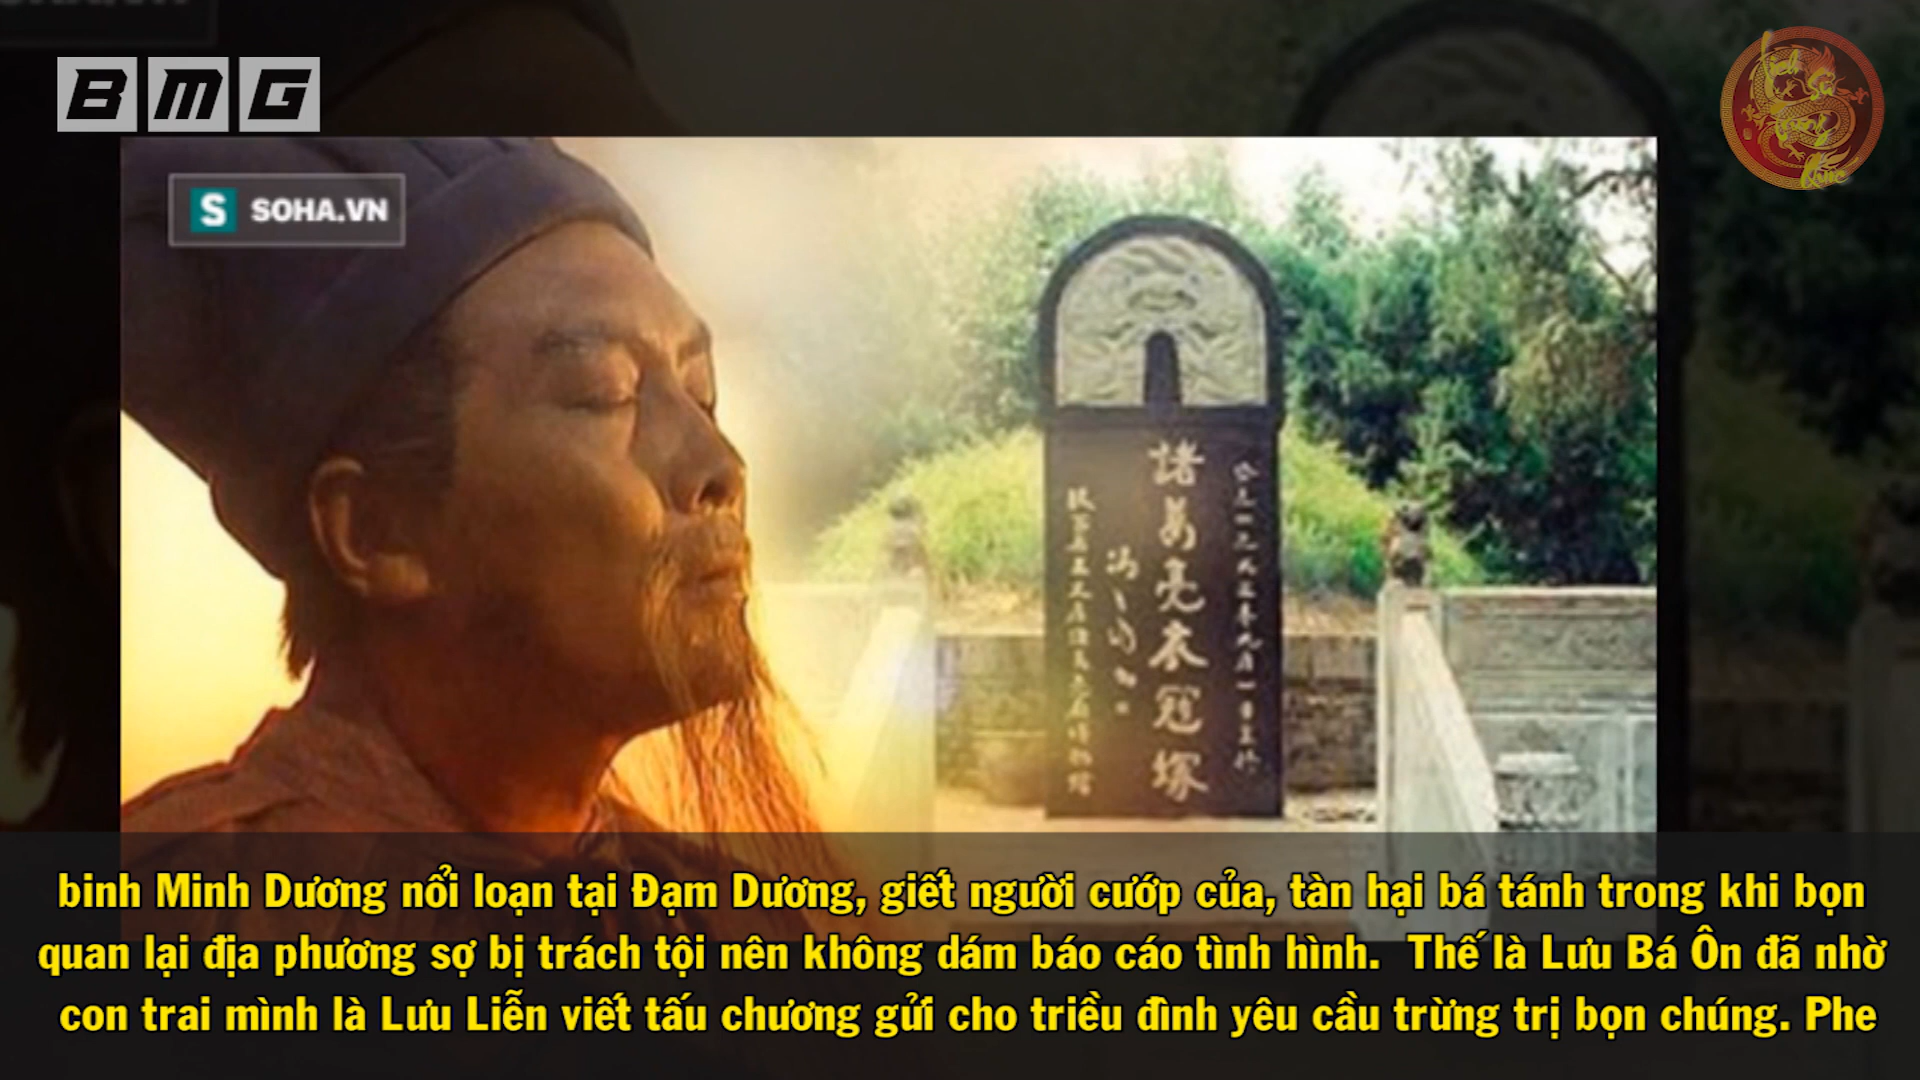 BMG
S SOHA.VN
諸葛亮衣冠塚
binh Minh Dương nổi loạn tại Đạm Dương, giết người cướp của, tàn hại bá tánh trong khi bọn
quan lại địa phương sợ bị trách tội nên không dám báo cáo tình hình. Thế là Lưu Bá Ôn đã nhờ
con trai mình là Lưu Liễn viết tấu chương gửi cho triều đình yêu cầu trừng trị bọn chúng. Phe